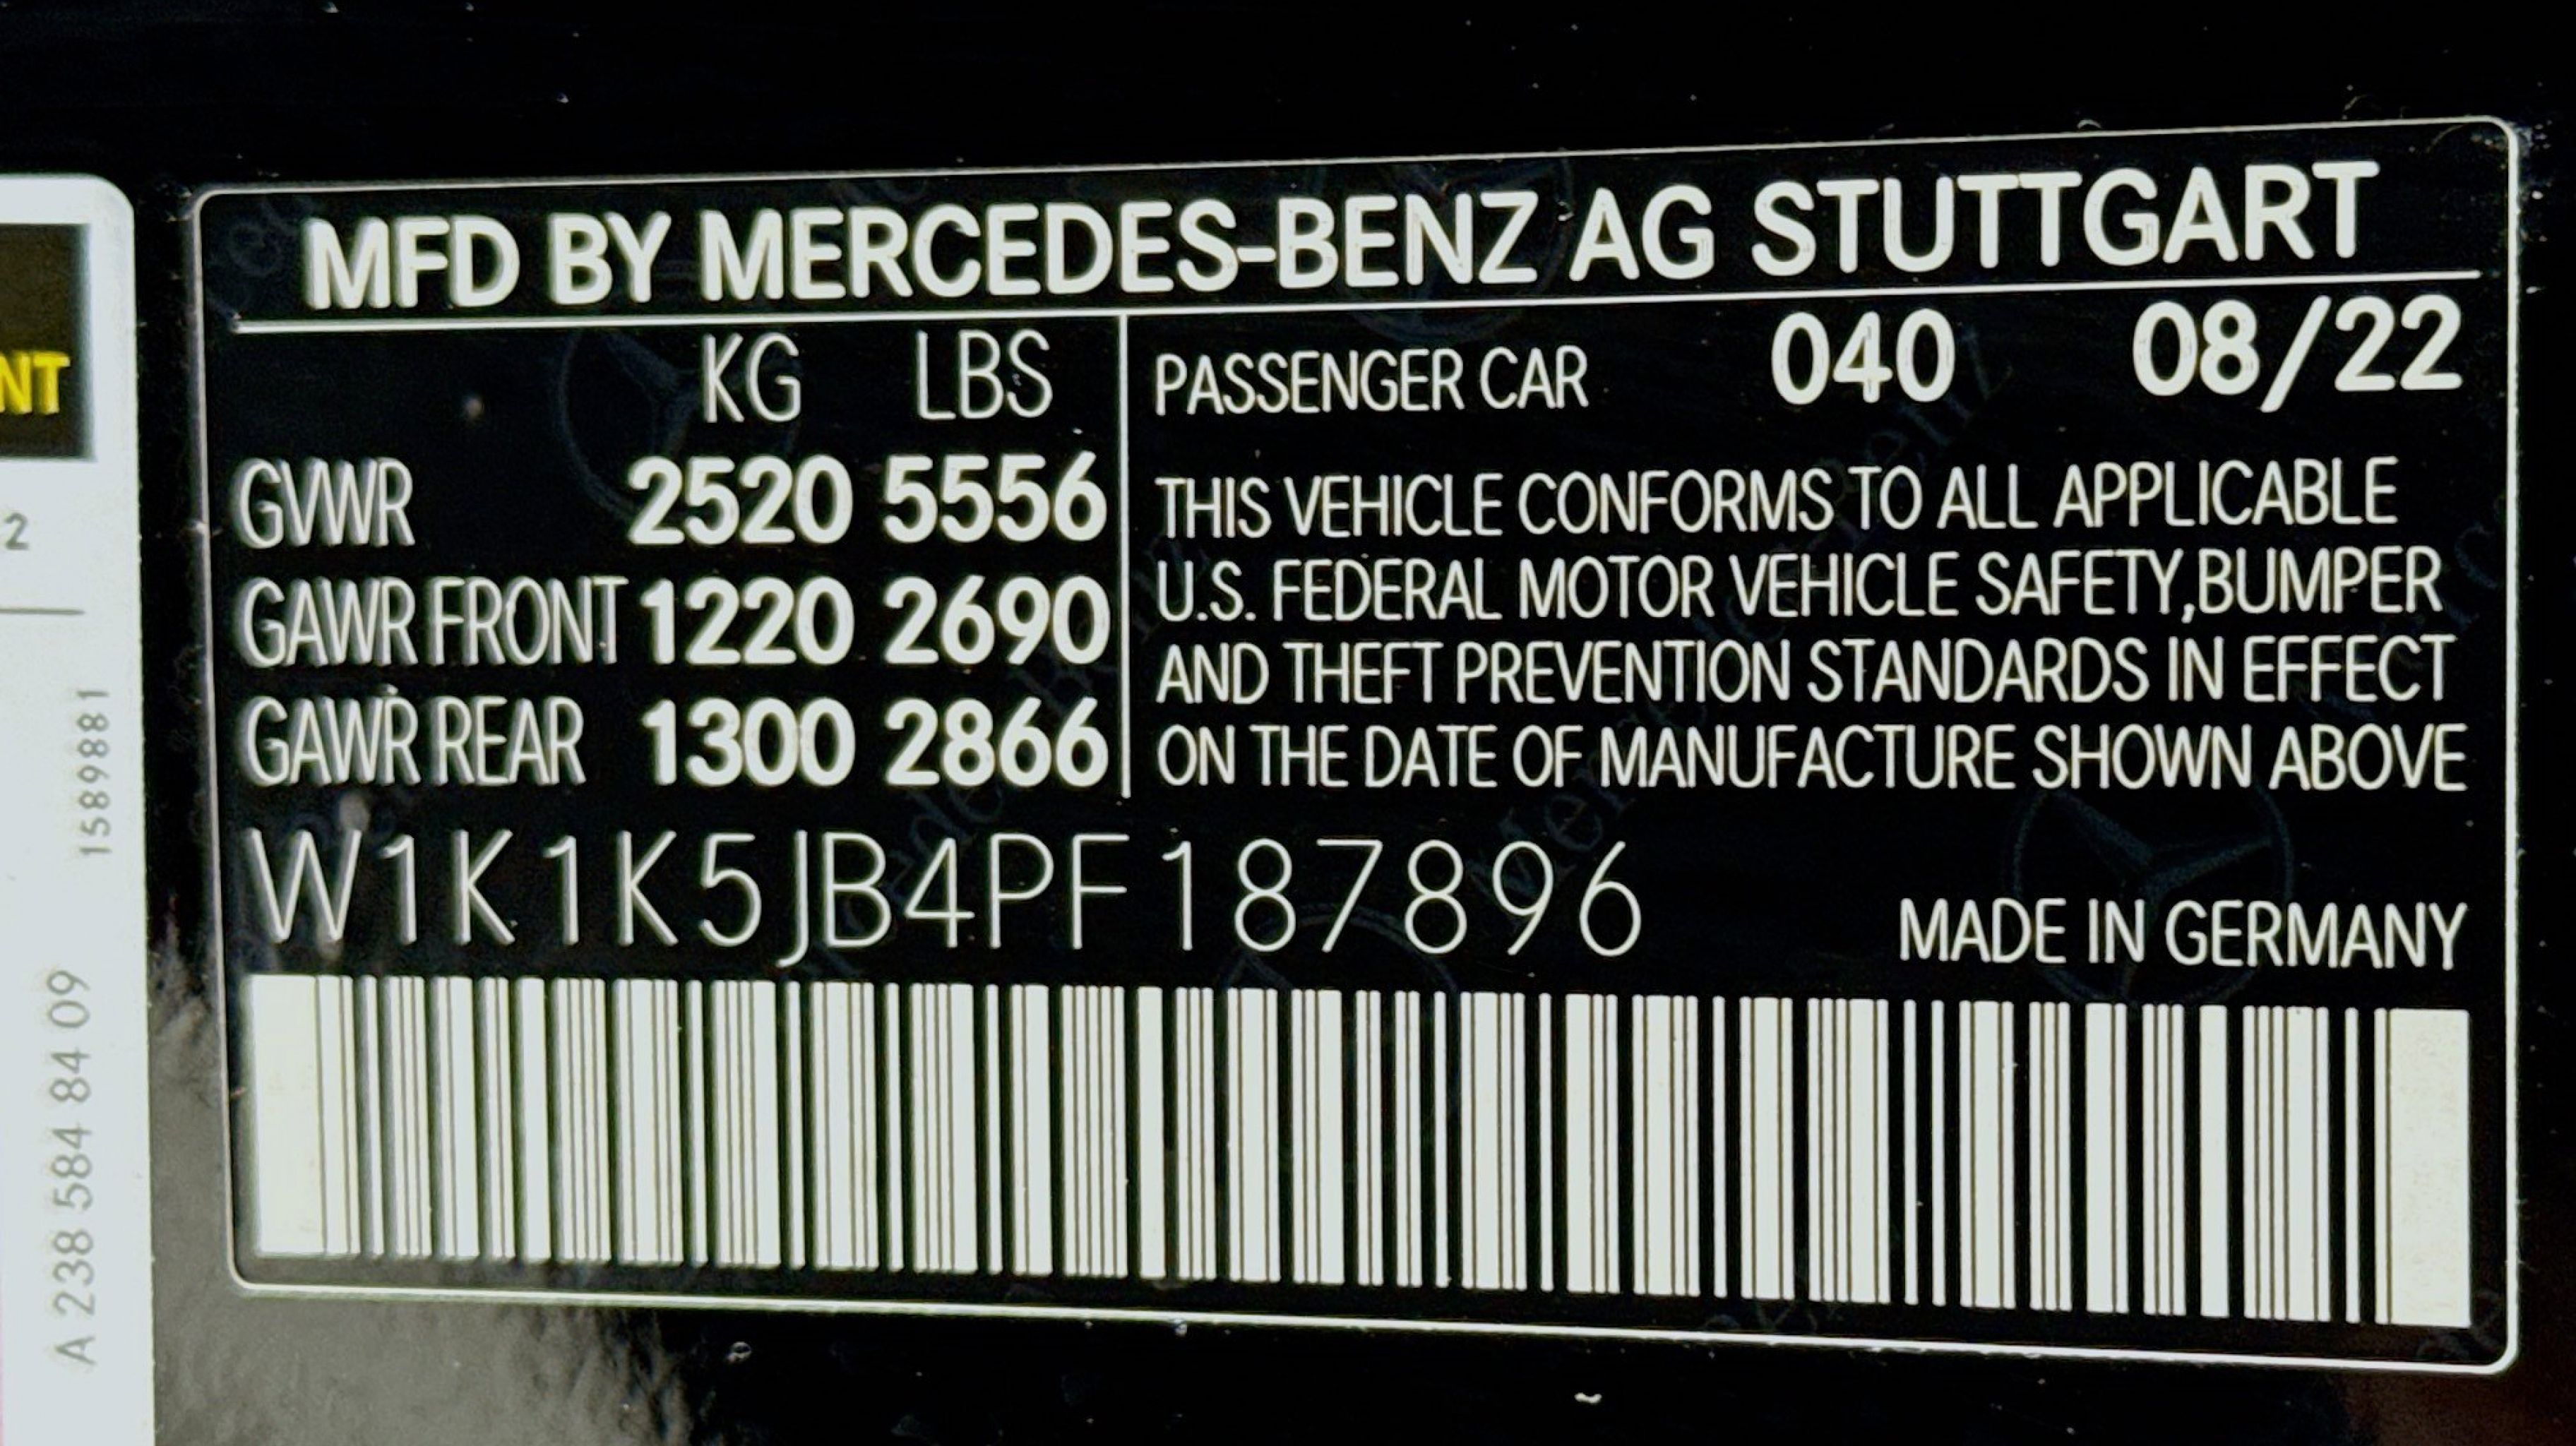 MFD BY MERCEDES-BENZ AG STUTTGART
KG LBS
GVWR 2520 5556
GAWR FRONT 1220 2690
GAWR REAR 1300 2866
PASSENGER CAR 040 08/22
THIS VEHICLE CONFORMS TO ALL APPLICABLE
U.S. FEDERAL MOTOR VEHICLE SAFETY,BUMPER
AND THEFT PREVENTION STANDARDS IN EFFECT
ON THE DATE OF MANUFACTURE SHOWN ABOVE
W1K1K5JB4PF187896
MADE IN GERMANY
NT
2
1589881
A 238 584 84 09